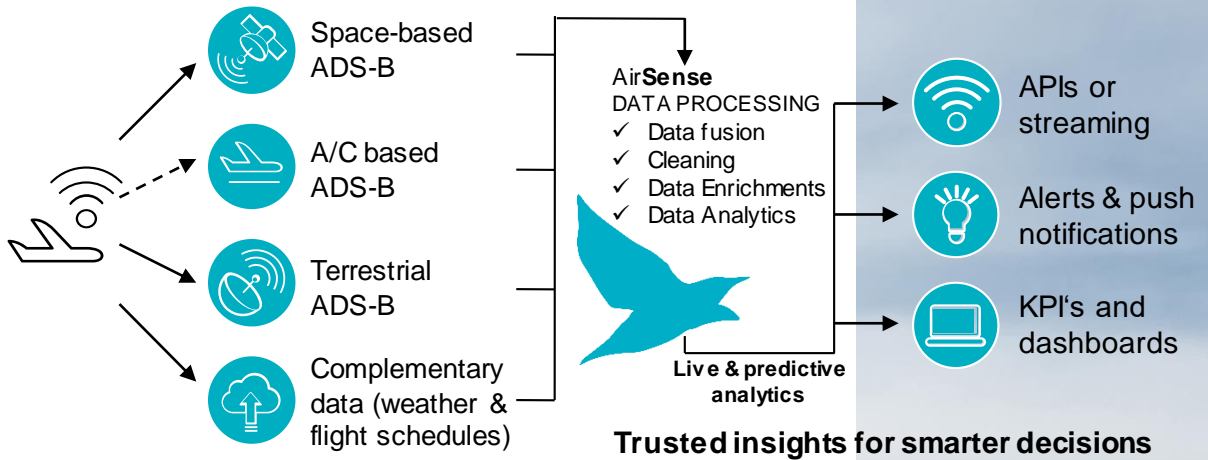 Space-based
ADS-B
A/C based
ADS-B
Terrestrial
ADS-B
Complementary
data (weather &
flight schedules)
AirSense
DATA PROCESSING
✓ Data fusion
✓ Cleaning
✓ Data Enrichments
✓ Data Analytics
Live & predictive
analytics
APIs or
streaming
Alerts & push
notifications
KPI‘s and
dashboards
Trusted insights for smarter decisions